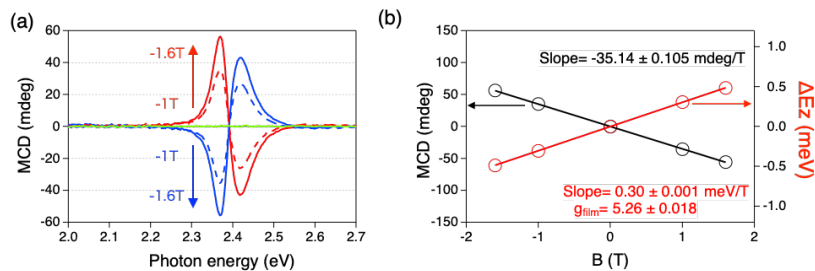 (a)
60
40
20
0
-20
-40
-60
MCD (mdeg)
-1.6T
-1T
-1T
-1.6T
2.0 2.1 2.2 2.3 2.4 2.5 2.6 2.7
Photon energy (eV)
(b)
150
100
50
0
-50
-100
-150
MCD (mdeg)
Slope= -35.14 ± 0.105 mdeg/T
Slope= 0.30 ± 0.001 meV/T
gfilm= 5.26 ± 0.018
1.0
0.5
0.0
-0.5
-1.0
ΔEz (meV)
-2 -1 0 1 2
B (T)